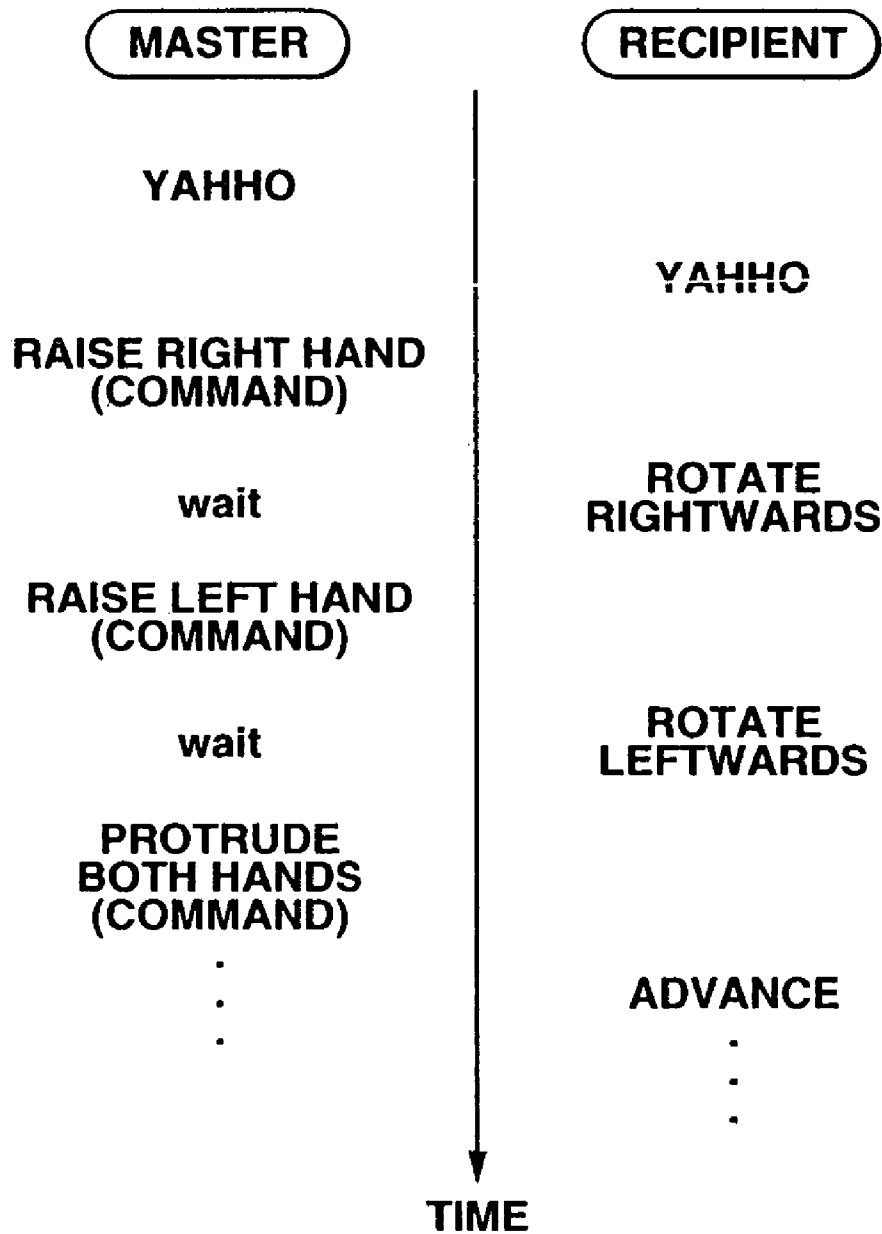 MASTER
RECIPIENT
YAHHO
YAHHO
RAISE RIGHT HAND
(COMMAND)
wait
ROTATE
RIGHTWARDS
RAISE LEFT HAND
(COMMAND)
wait
ROTATE
LEFTWARDS
PROTRUDE
BOTH HANDS
(COMMAND)
ADVANCE
TIME